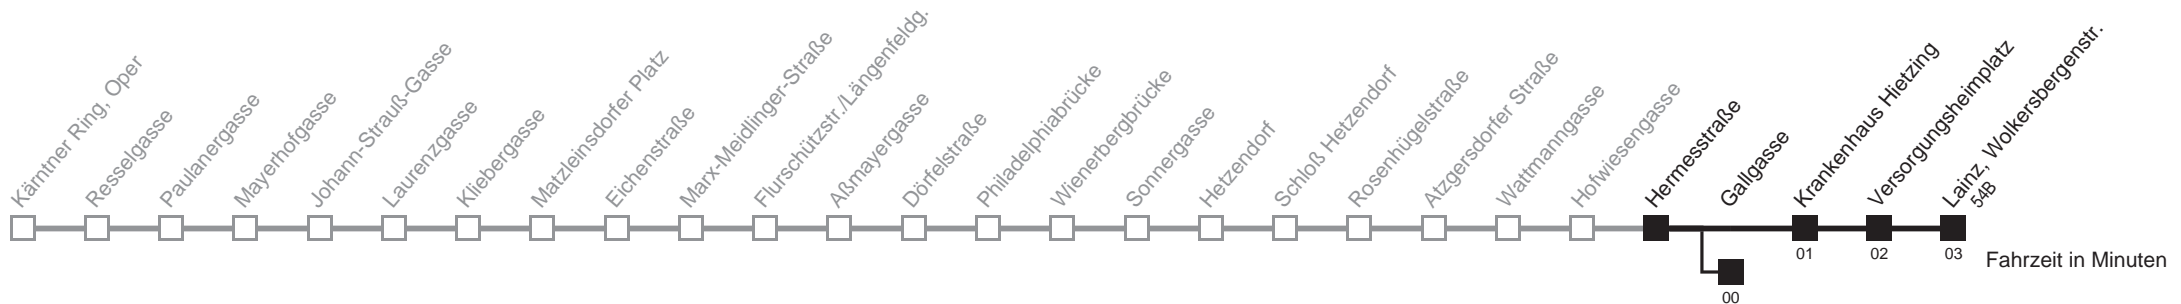 Kärntner Ring, Oper
Resselgasse
Paulanergasse
Mayerhofgasse
Johann-Strauß-Gasse
Laurenzgasse
Kliebergasse
Matzleinsdorfer Platz
Eichenstraße
Marx-Meidlinger-Straße
Flurschützstr./Längenfeldg.
Aßmayergasse
Dörfelstraße
Philadelphiabrücke
Wienerbergbrücke
Sonnergasse
Hetzendorf
Schloß Hetzendorf
Rosenhügelstraße
Atzgersdorfer Straße
Wattmanngasse
Hofwiesengasse
Hermesstraße
Gallgasse
Krankenhaus Hietzing
Versorgungsheimplatz
Lainz, Wolkersbergenstr.
54B
01 02 03
Fahrzeit in Minuten
00